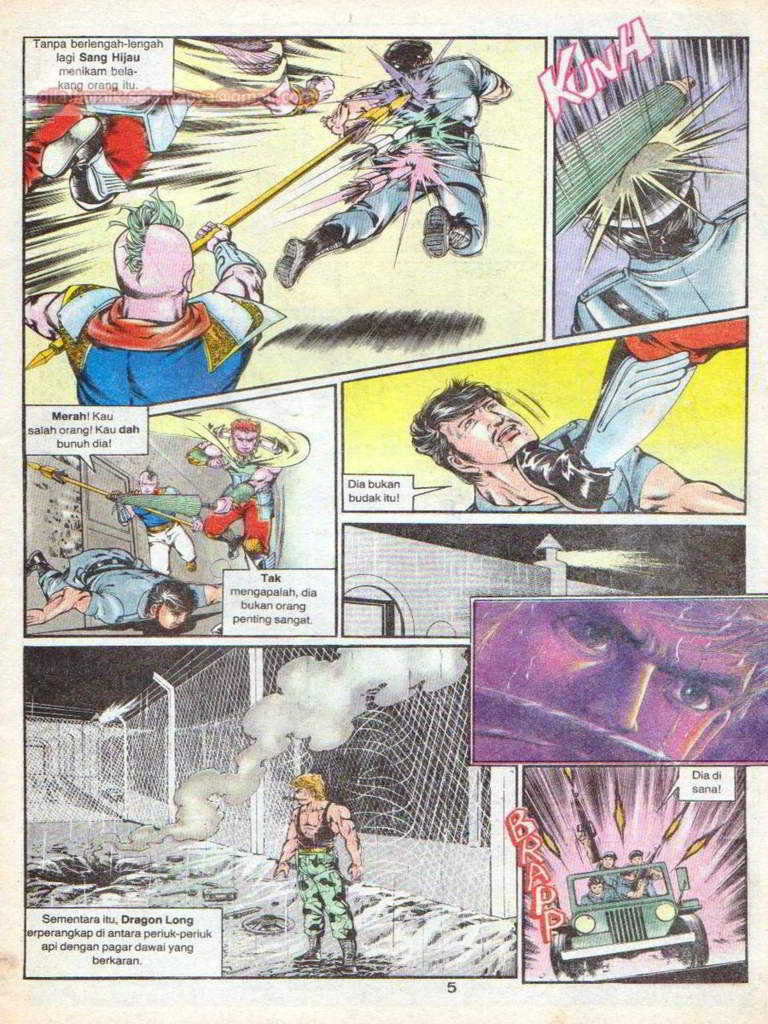 Tanpa berlengah-lengah
lagi Sang Hijau
menikam bela-
kang orang itu.
KUNH
Merah! Kau
salah orang! Kau dah
bunuh dia!
Dia bukan
budak itu!
Tak
mengapalah, dia
bukan orang
penting sangat.
Dia di
sana!
BRAPP
Sementara itu, Dragon Long
erperangkap di antara periuk-periuk
api dengan pagar dawai yang
berkaran.
5